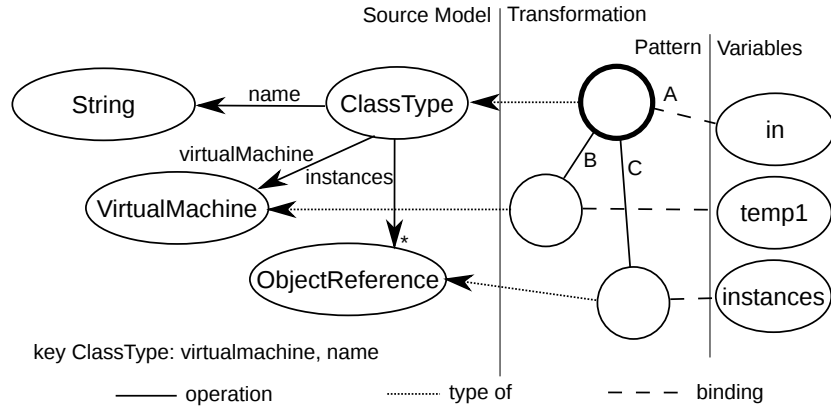 Source Model
Transformation
Pattern
Variables
name
String
ClassType
A
in
virtualMachine
instances
B
C
VirtualMachine
temp1
*
ObjectReference
instances
key ClassType: virtualmachine, name
operation
type of
binding